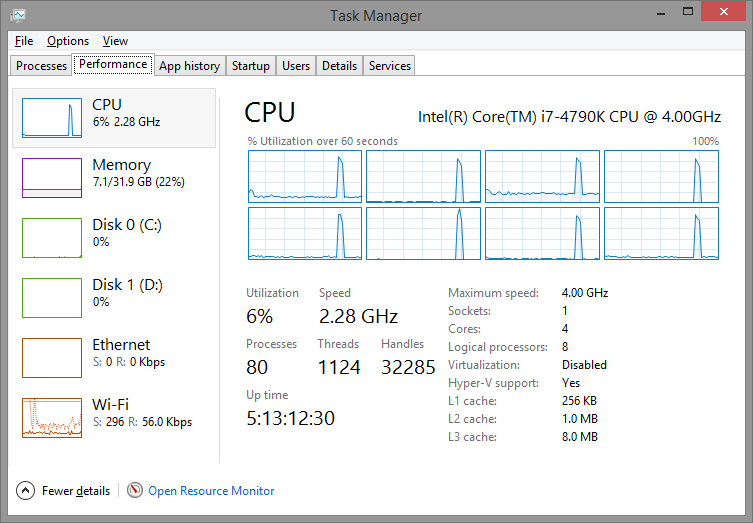 Task Manager
File Options View
Processes Performance App history Startup Users Details Services
CPU
6% 2.28 GHz
Memory
7.1/31.9 GB (22%)
Disk 0 (C:)
0%
Disk 1 (D:)
0%
Ethernet
S: 0 R: 0 Kbps
Wi-Fi
S: 296 R: 56.0 Kbps
CPU Intel(R) Core(TM) i7-4790K CPU @ 4.00GHz
% Utilization over 60 seconds 100%
Utilization Speed
6% 2.28 GHz
Processes Threads Handles
80 1124 32285
Up time
5:13:12:30
Maximum speed: 4.00 GHz
Sockets: 1
Cores: 4
Logical processors: 8
Virtualization: Disabled
Hyper-V support: Yes
L1 cache: 256 KB
L2 cache: 1.0 MB
L3 cache: 8.0 MB
Fewer details Open Resource Monitor